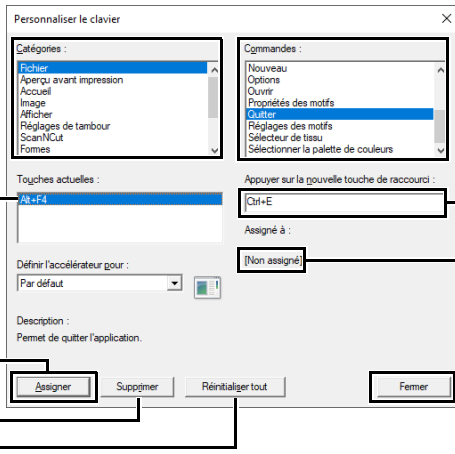 Personnaliser le clavier
Catégories :
Fichier
Aperçu avant impression
Accueil
Image
Afficher
Réglages de tambour
ScanNCut
Formes
Commandes :
Nouveau
Options
Ouvrir
Propriétés des motifs
Quitter
Réglages des motifs
Sélecteur de tissu
Sélectionner la palette de couleurs
Touches actuelles :
Alt+F4
Appuyer sur la nouvelle touche de raccourci :
Ctrl+E
Assigné à :
[Non assigné]
Définir l'accélérateur pour :
Par défaut
Description :
Permet de quitter l'application.
Assigner
Supprimer
Réinitialiser tout
Fermer